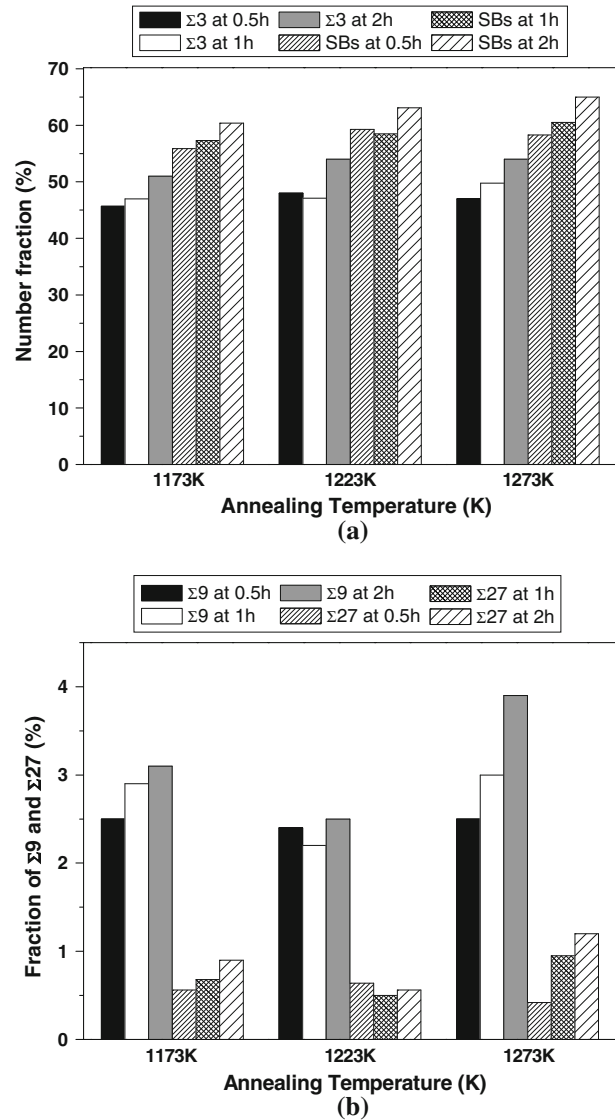 Σ3 at 0.5h Σ3 at 2h SBs at 1h
Σ3 at 1h SBs at 0.5h SBs at 2h
70
60
50
40
30
20
10
0
Number fraction (%)
1173K 1223K 1273K
Annealing Temperature (K)
(a)
Σ9 at 0.5h Σ9 at 2h Σ27 at 1h
Σ9 at 1h Σ27 at 0.5h Σ27 at 2h
4
3
2
1
0
Fraction of Σ9 and Σ27 (%)
1173K 1223K 1273K
Annealing Temperature (K)
(b)